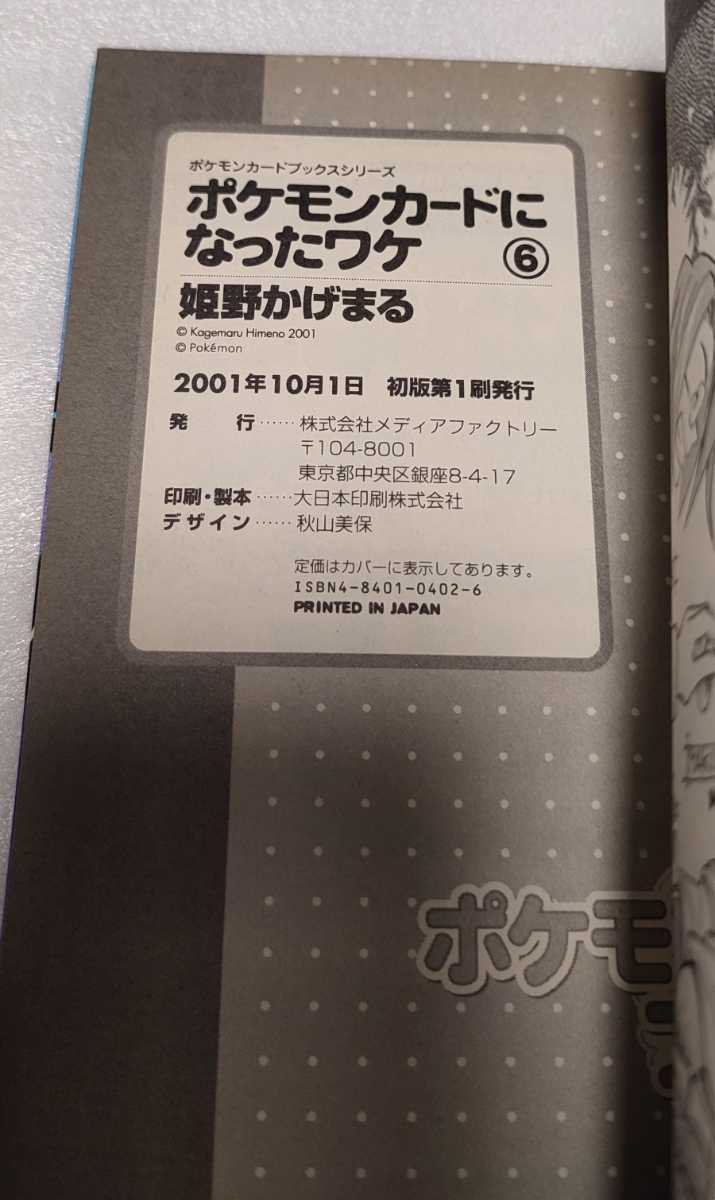 ポケモンカードブックスシリーズ
ポケモンカードに
なったワケ ⑥
姫野かげまる
© Kagemaru Himeno 2001
© Pokémon
2001年10月1日 初版第1刷発行
発 行……株式会社メディアファクトリー
〒104-8001
東京都中央区銀座8-4-17
印刷・製本……大日本印刷株式会社
デザイン……秋山美保
定価はカバーに表示してあります。
ISBN4-8401-0402-6
PRINTED IN JAPAN
ポケモ